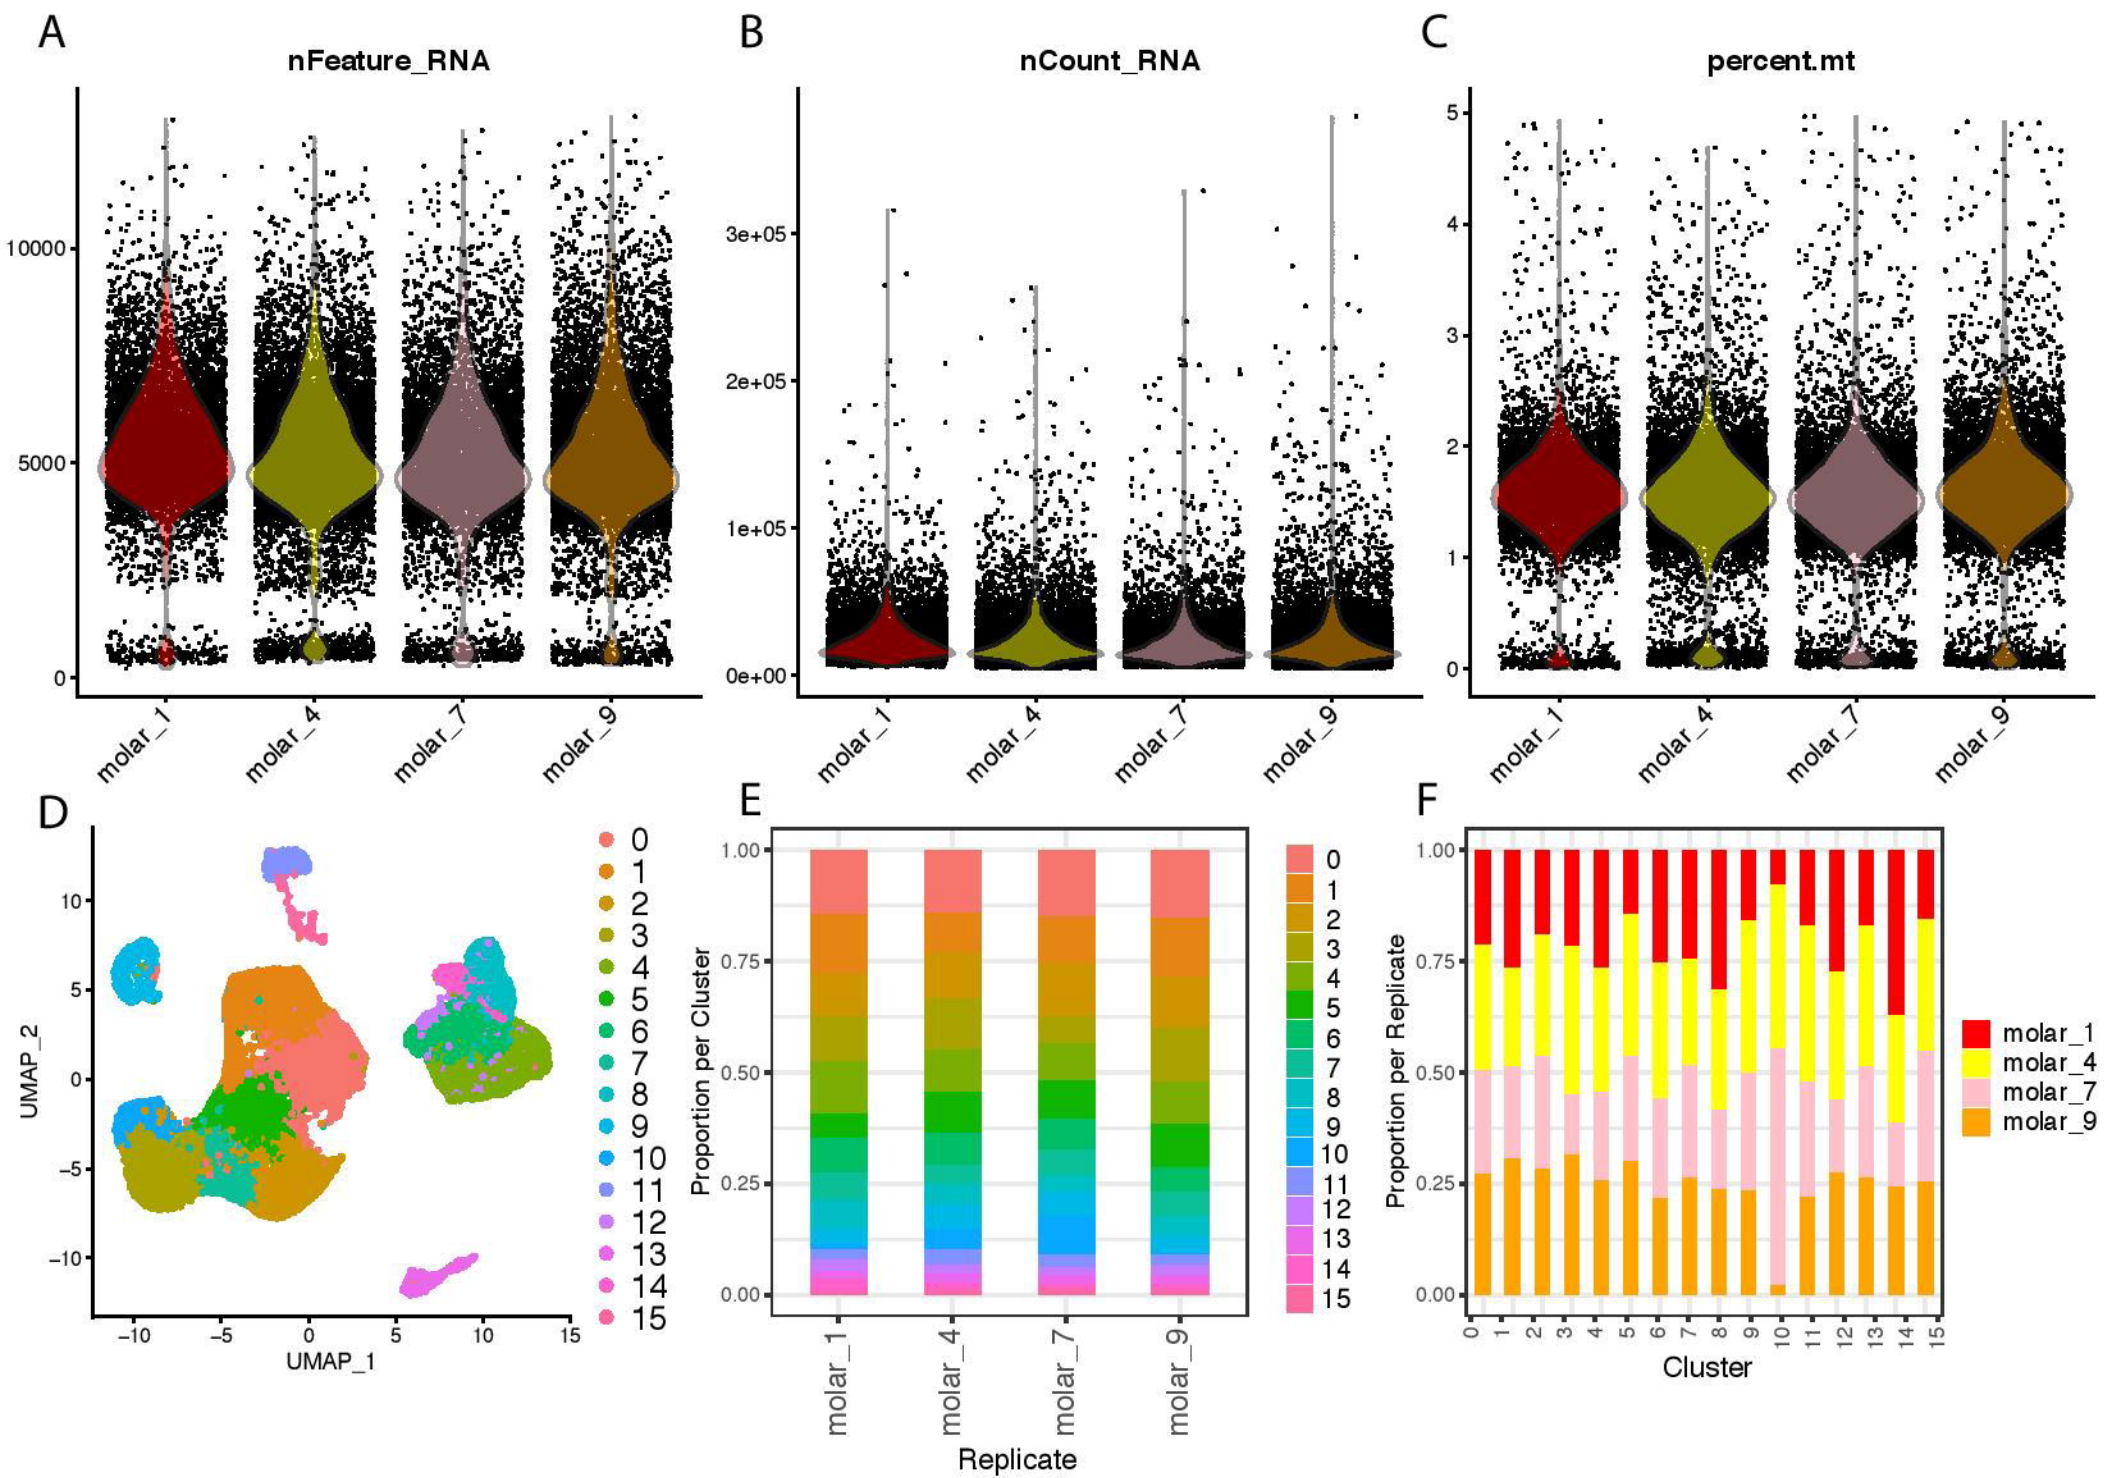 A
nFeature_RNA
10000
5000
0
molar_1
molar_4
molar_7
molar_9
B
nCount_RNA
3e+05
2e+05
1e+05
0e+00
molar_1
molar_4
molar_7
molar_9
C
percent.mt
5
4
3
2
1
0
molar_1
molar_4
molar_7
molar_9
D
UMAP_2
10
5
0
−5
−10
−10
−5
0
5
10
15
UMAP_1
0
1
2
3
4
5
6
7
8
9
10
11
12
13
14
15
E
Proportion per Cluster
1.00
0.75
0.50
0.25
0.00
molar_1
molar_4
molar_7
molar_9
Replicate
0
1
2
3
4
5
6
7
8
9
10
11
12
13
14
15
F
Proportion per Replicate
1.00
0.75
0.50
0.25
0.00
0
1
2
3
4
5
6
7
8
9
10
11
12
13
14
15
Cluster
molar_1
molar_4
molar_7
molar_9